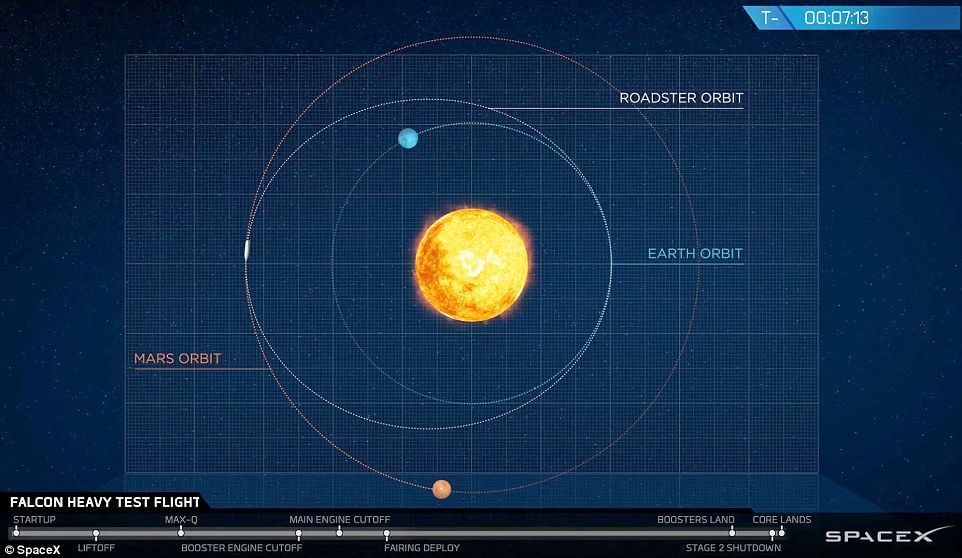 T- 00:07:13
ROADSTER ORBIT
EARTH ORBIT
MARS ORBIT
FALCON HEAVY TEST FLIGHT
STARTUP
MAX-Q
MAIN ENGINE CUTOFF
BOOSTERS LAND
CORE LANDS
LIFTOFF
BOOSTER ENGINE CUTOFF
FAIRING DEPLOY
STAGE 2 SHUTDOWN
SPACEX
© SpaceX